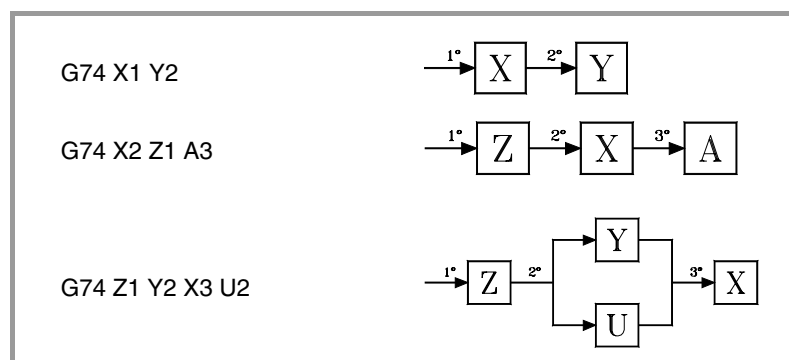 G74 X1 Y2
1° X 2° Y
G74 X2 Z1 A3
1° Z 2° X 3° A
G74 Z1 Y2 X3 U2
1° Z 2° Y U 3° X